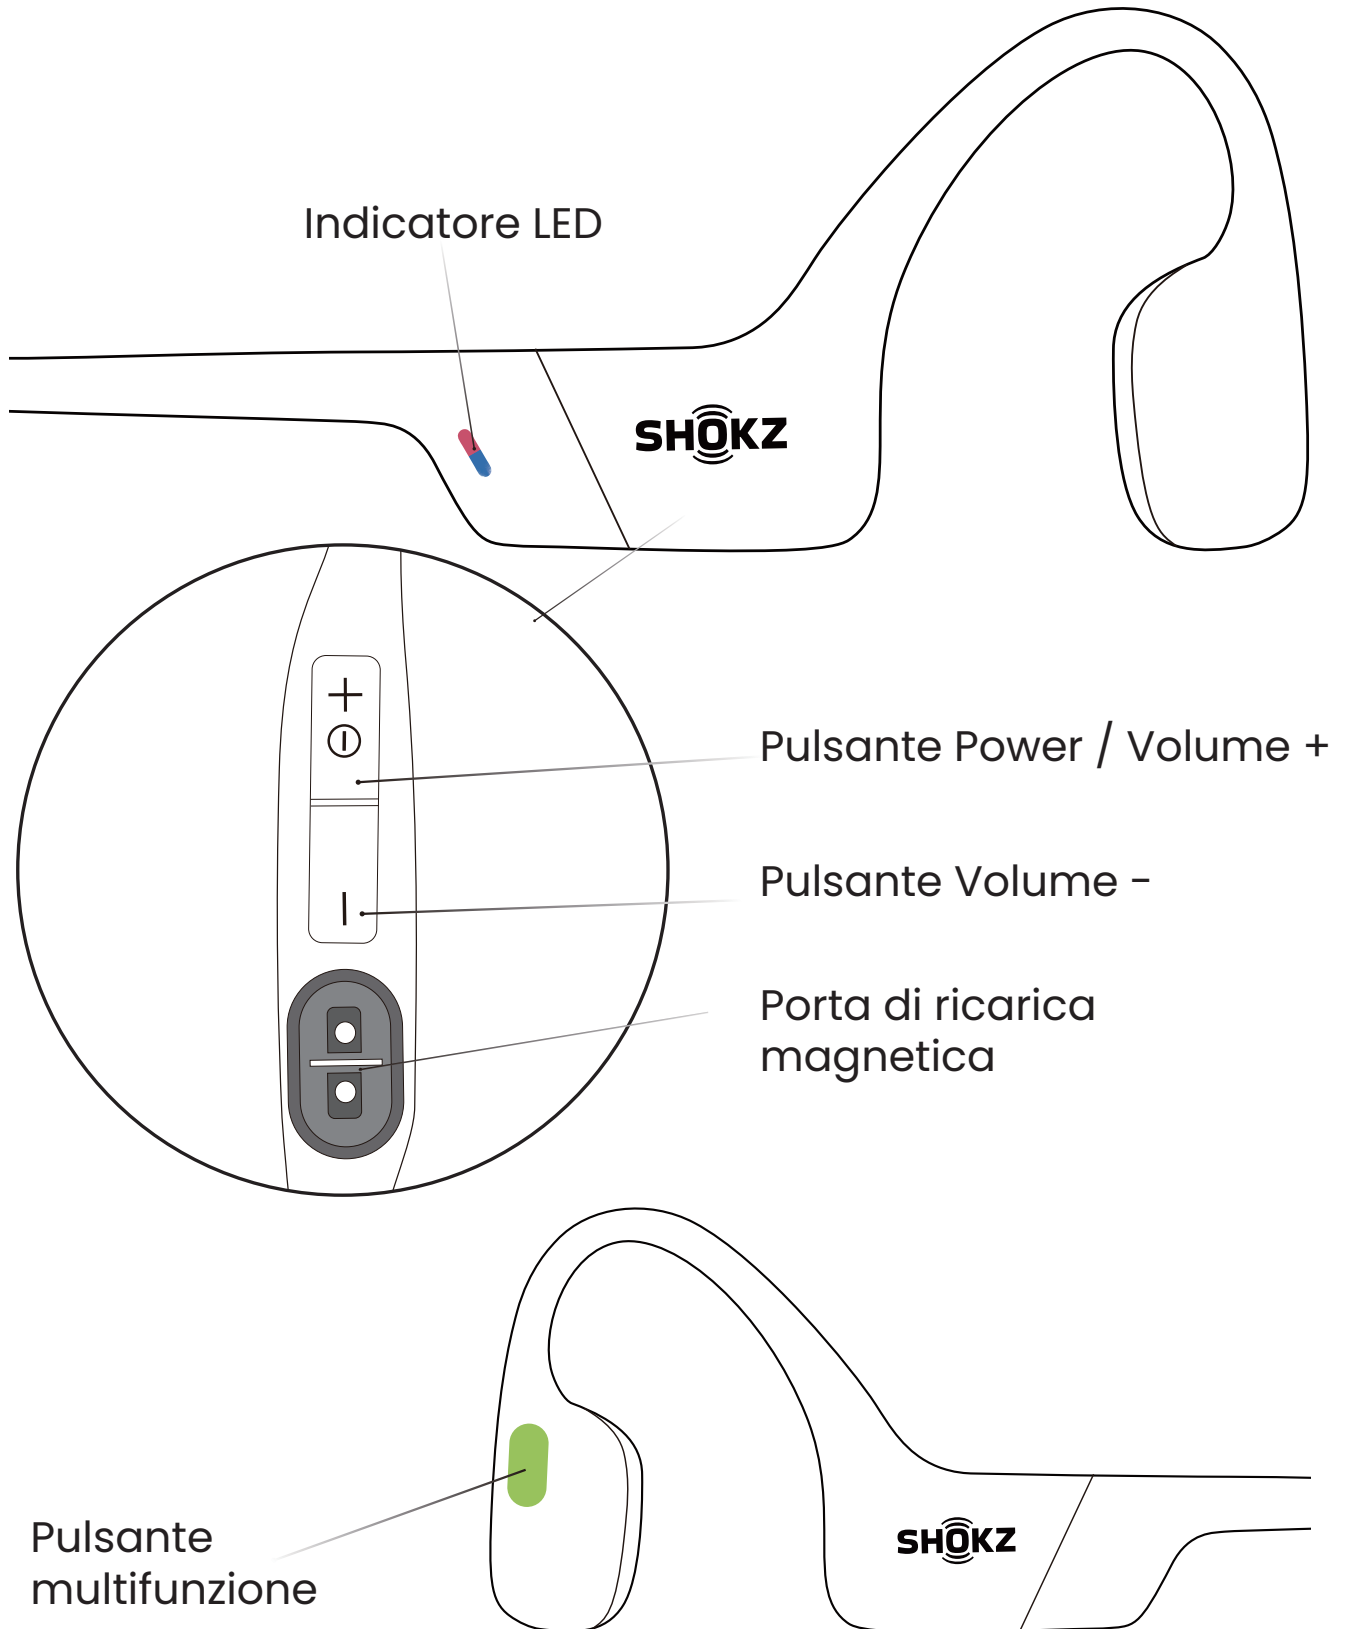 Indicatore LED
SHOKZ
Pulsante Power / Volume +
Pulsante Volume -
Porta di ricarica
magnetica
SHOKZ
Pulsante
multifunzione